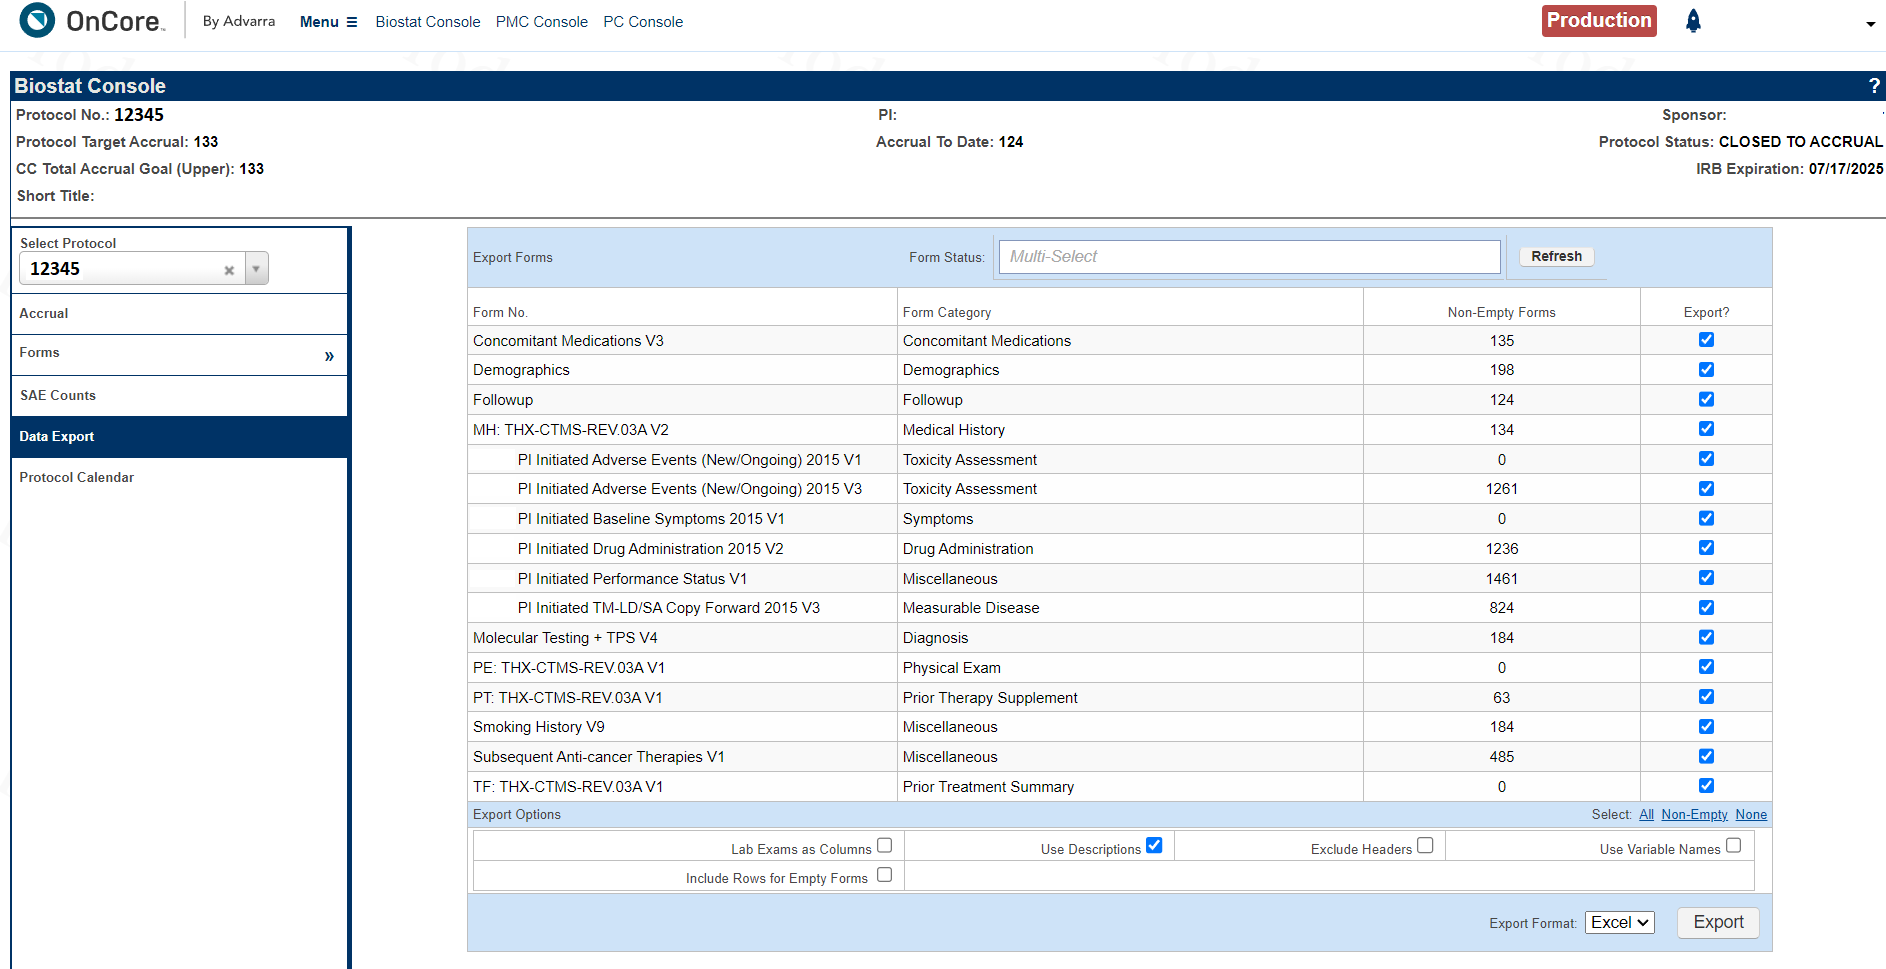 OnCore™ By Advarra Menu ☰ Biostat Console PMC Console PC Console Production
Biostat Console ?
Protocol No.: 12345 PI: Sponsor:
Protocol Target Accrual: 133 Accrual To Date: 124 Protocol Status: CLOSED TO ACCRUAL
CC Total Accrual Goal (Upper): 133 IRB Expiration: 07/17/2025
Short Title:
Select Protocol
12345 ×
Accrual
Forms »
SAE Counts
Data Export
Protocol Calendar
Export Forms Form Status: Multi-Select Refresh
Form No. Form Category Non-Empty Forms Export?
Concomitant Medications V3 Concomitant Medications 135
Demographics Demographics 198
Followup Followup 124
MH: THX-CTMS-REV.03A V2 Medical History 134
PI Initiated Adverse Events (New/Ongoing) 2015 V1 Toxicity Assessment 0
PI Initiated Adverse Events (New/Ongoing) 2015 V3 Toxicity Assessment 1261
PI Initiated Baseline Symptoms 2015 V1 Symptoms 0
PI Initiated Drug Administration 2015 V2 Drug Administration 1236
PI Initiated Performance Status V1 Miscellaneous 1461
PI Initiated TM-LD/SA Copy Forward 2015 V3 Measurable Disease 824
Molecular Testing + TPS V4 Diagnosis 184
PE: THX-CTMS-REV.03A V1 Physical Exam 0
PT: THX-CTMS-REV.03A V1 Prior Therapy Supplement 63
Smoking History V9 Miscellaneous 184
Subsequent Anti-cancer Therapies V1 Miscellaneous 485
TF: THX-CTMS-REV.03A V1 Prior Treatment Summary 0
Export Options Select: All Non-Empty None
Lab Exams as Columns Use Descriptions Exclude Headers Use Variable Names
Include Rows for Empty Forms
Export Format: Excel Export